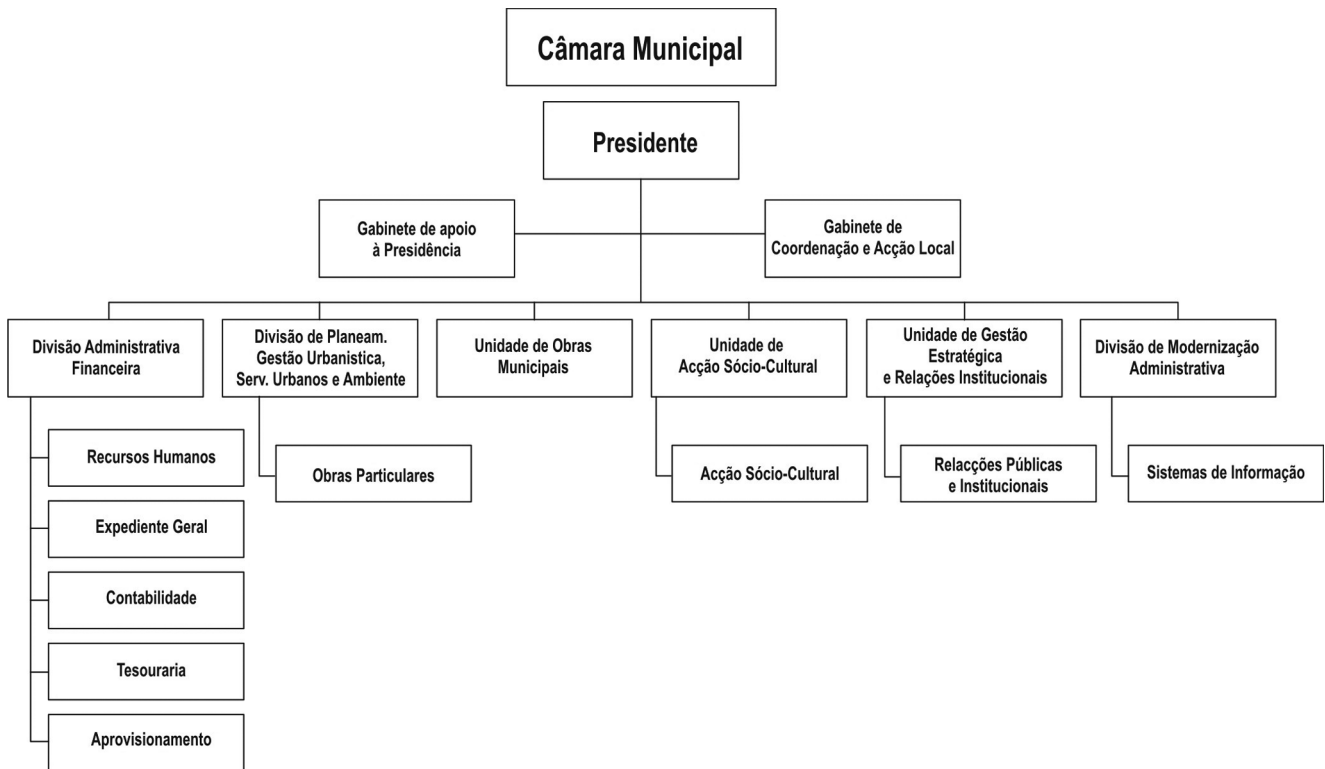 Câmara Municipal
Presidente
Gabinete de apoio
à Presidência
Gabinete de
Coordenação e Acção Local
Divisão Administrativa
Financeira
Divisão de Planeam.
Gestão Urbanistica,
Serv. Urbanos e Ambiente
Unidade de Obras
Municipais
Unidade de
Acção Sócio-Cultural
Unidade de Gestão
Estratégica
e Relações Institucionais
Divisão de Modernização
Administrativa
Recursos Humanos
Expediente Geral
Contabilidade
Tesouraria
Aprovisionamento
Obras Particulares
Acção Sócio-Cultural
Relacções Públicas
e Institucionais
Sistemas de Informação